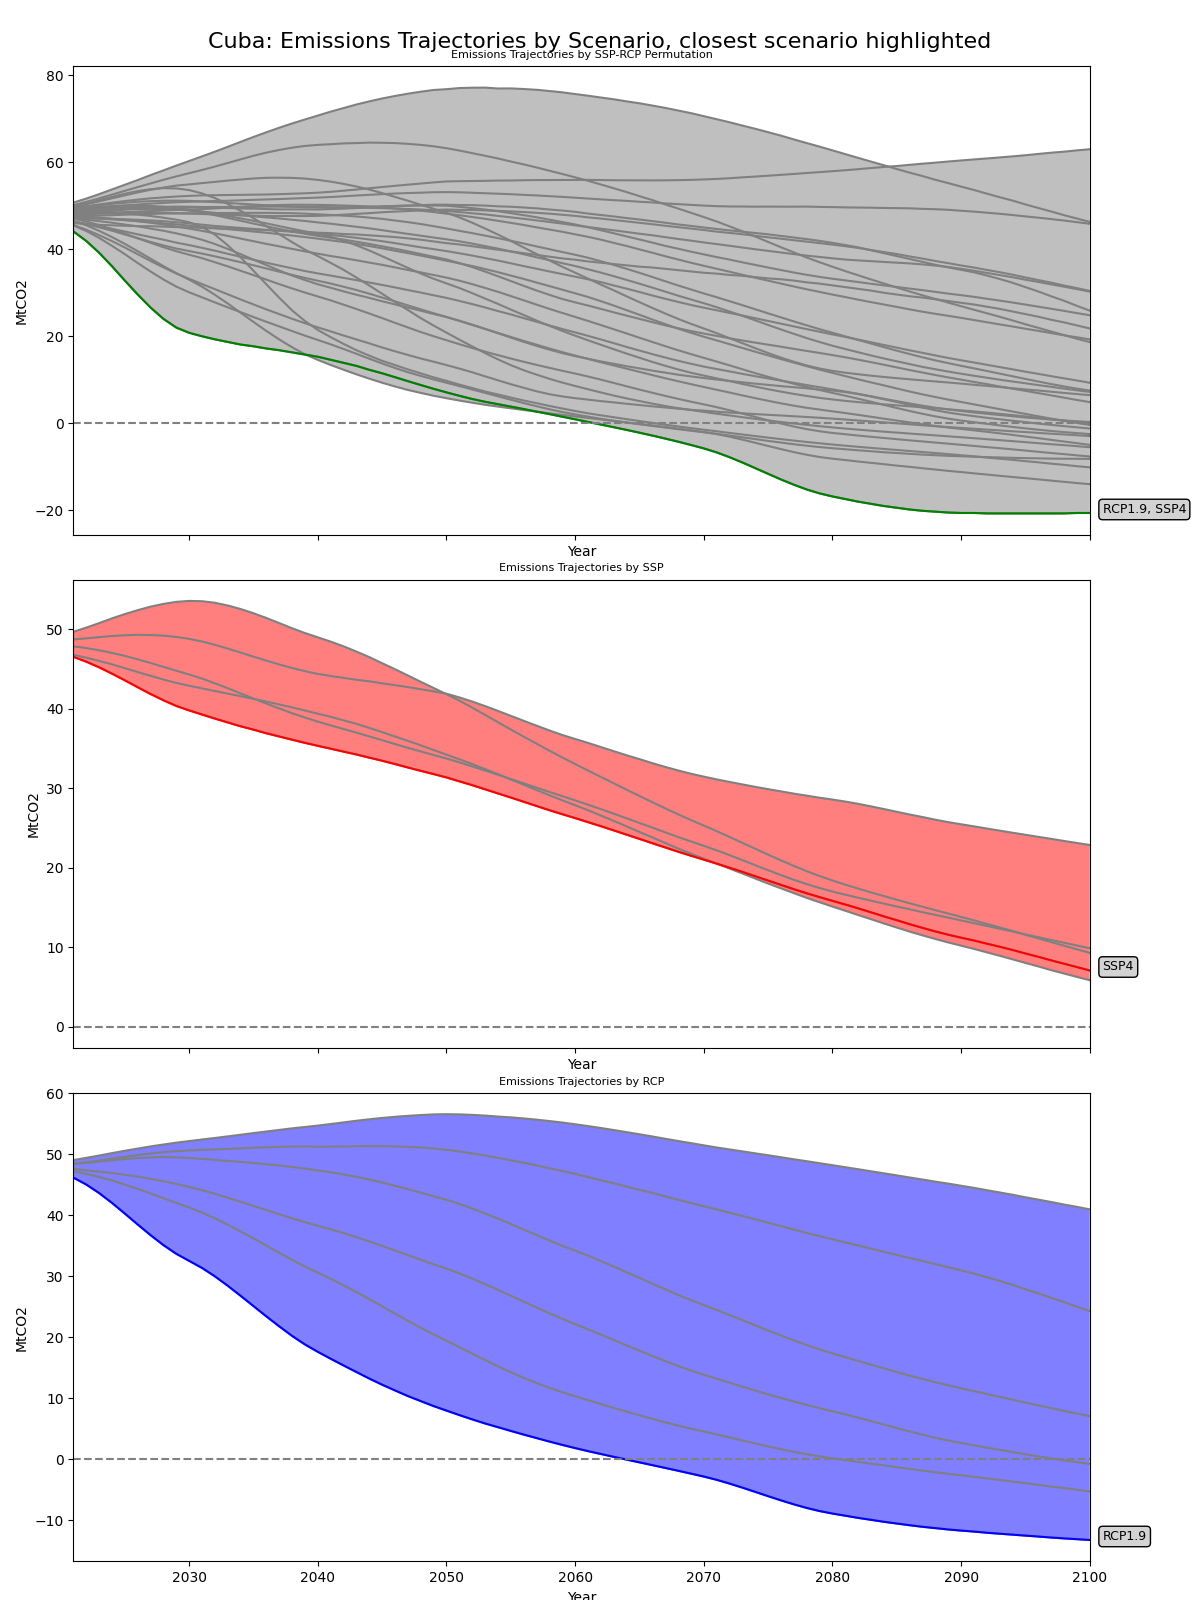 Cuba: Emissions Trajectories by Scenario, closest scenario highlighted
Emissions Trajectories by SSP-RCP Permutation
80
60
40
20
0
−20
MtCO2
RCP1.9, SSP4
Year
Emissions Trajectories by SSP
50
40
30
20
10
0
MtCO2
SSP4
Year
Emissions Trajectories by RCP
60
50
40
30
20
10
0
−10
MtCO2
RCP1.9
2030 2040 2050 2060 2070 2080 2090 2100
Year